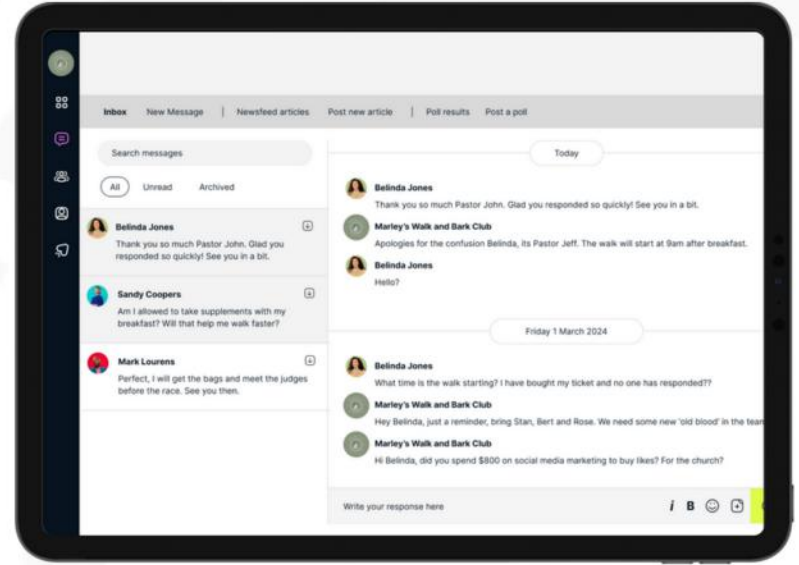 Inbox New Message | Newsfeed articles Post new article | Poll results Post a poll
Search messages
All Unread Archived
Belinda Jones
Thank you so much Pastor John. Glad you
responded so quickly! See you in a bit.
Sandy Coopers
Am I allowed to take supplements with my
breakfast? Will that help me walk faster?
Mark Lourens
Perfect, I will get the bags and meet the judges
before the race. See you then.
Today
Belinda Jones
Thank you so much Pastor John. Glad you responded so quickly! See you in a bit.
Marley's Walk and Bark Club
Apologies for the confusion Belinda, its Pastor Jeff. The walk will start at 9am after breakfast.
Belinda Jones
Hello?
Friday 1 March 2024
Belinda Jones
What time is the walk starting? I have bought my ticket and no one has responded??
Marley's Walk and Bark Club
Hey Belinda, just a reminder, bring Stan, Bert and Rose. We need some new 'old blood' in the team
Marley's Walk and Bark Club
Hi Belinda, did you spend $800 on social media marketing to buy likes? For the church?
Write your response here i B